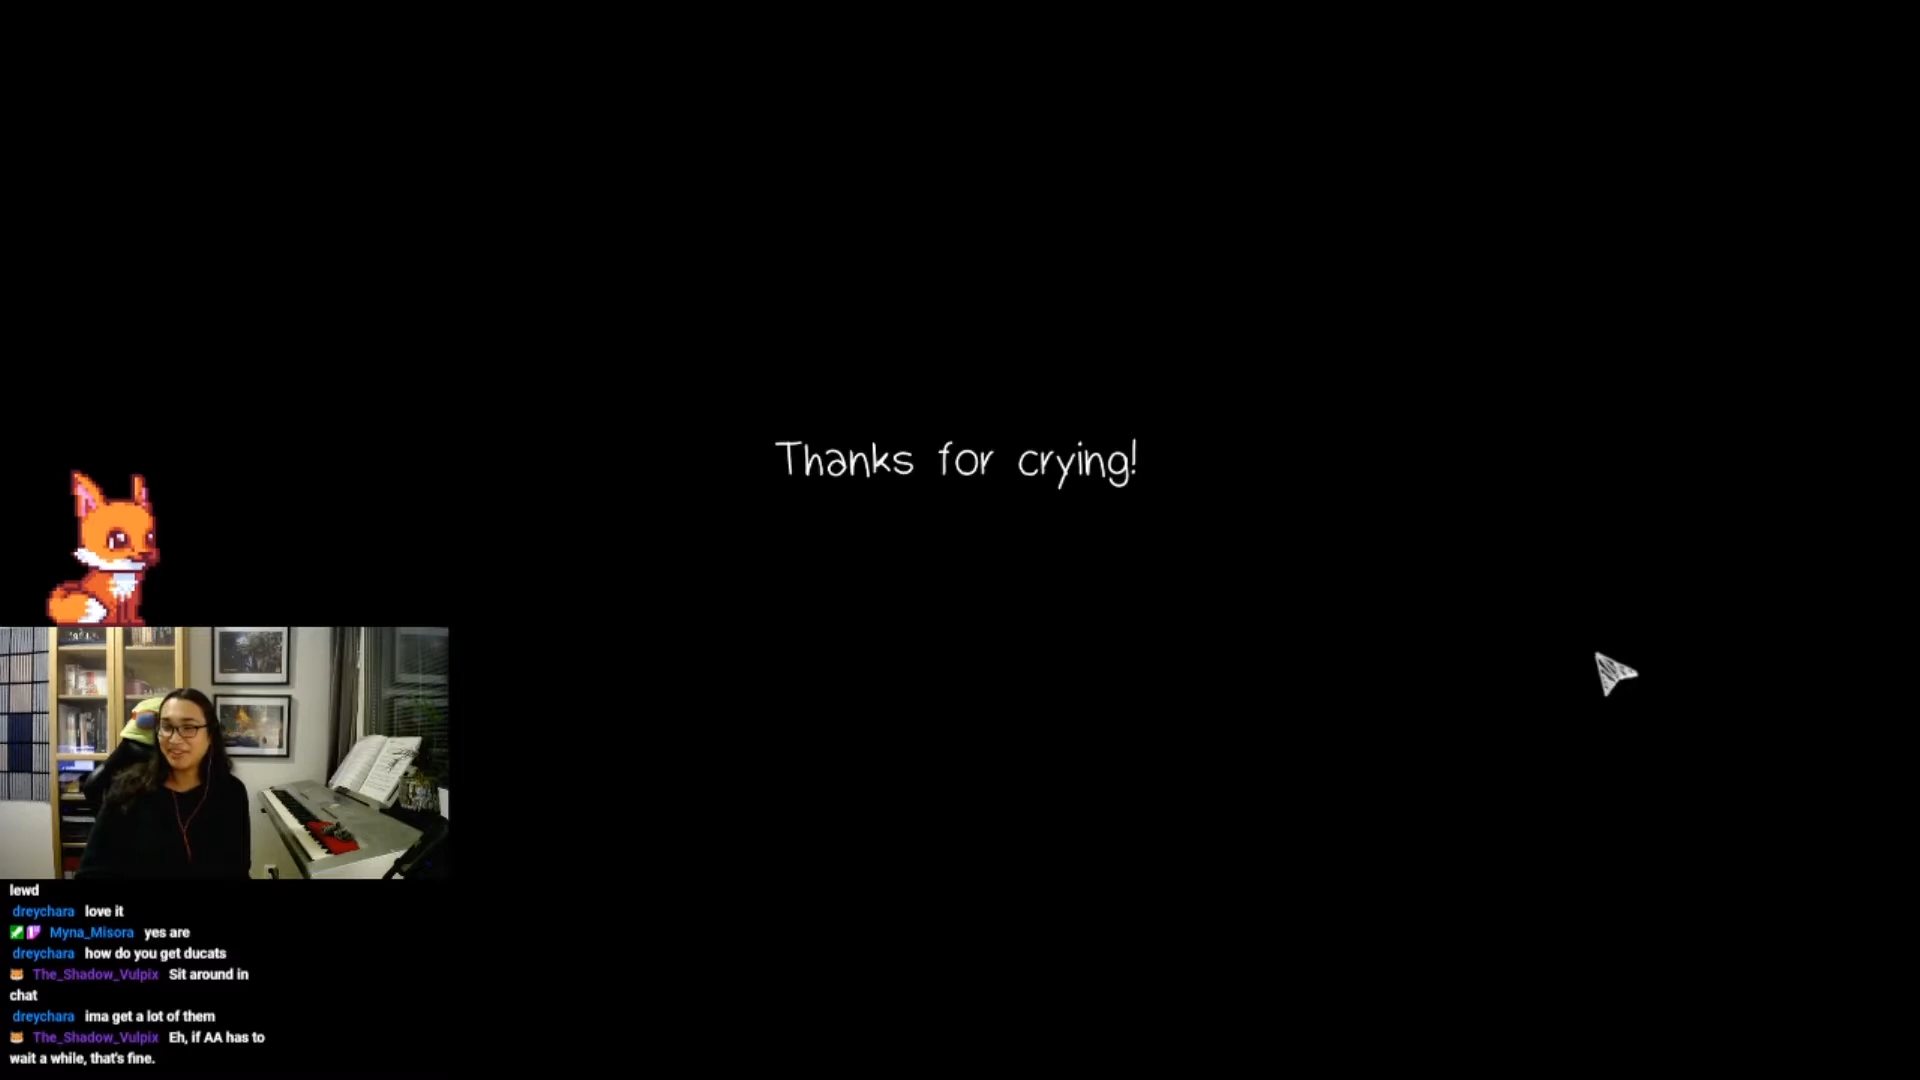 Thanks for crying!
lewd
dreychara love it
Myna_Misora yes are
dreychara how do you get ducats
The_Shadow_Vulpix Sit around in
chat
dreychara ima get a lot of them
The_Shadow_Vulpix Eh, if AA has to
wait a while, that's fine.